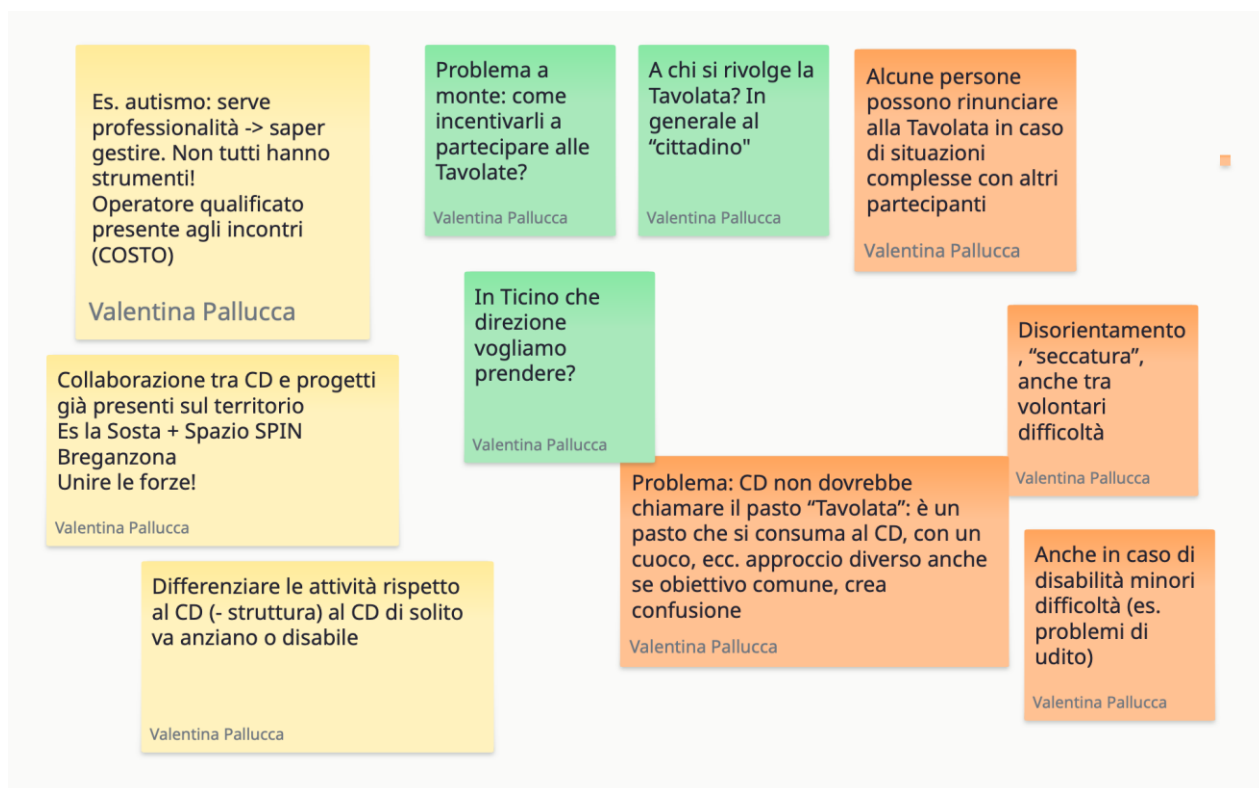 Es. autismo: serve
professionalità -> saper
gestire. Non tutti hanno
strumenti!
Operatore qualificato
presente agli incontri
(COSTO)
Valentina Pallucca
Problema a
monte: come
incentivarli a
partecipare alle
Tavolate?
Valentina Pallucca
A chi si rivolge la
Tavolata? In
generale al
“cittadino"
Valentina Pallucca
Alcune persone
possono rinunciare
alla Tavolata in caso
di situazioni
complesse con altri
partecipanti
Valentina Pallucca
In Ticino che
direzione
vogliamo
prendere?
Valentina Pallucca
Disorientamento
, “seccatura”,
anche tra
volontari
difficoltà
Valentina Pallucca
Collaborazione tra CD e progetti
già presenti sul territorio
Es la Sosta + Spazio SPIN
Breganzona
Unire le forze!
Valentina Pallucca
Problema: CD non dovrebbe
chiamare il pasto “Tavolata”: è un
pasto che si consuma al CD, con un
cuoco, ecc. approccio diverso anche
se obiettivo comune, crea
confusione
Valentina Pallucca
Anche in caso di
disabilità minori
difficoltà (es.
problemi di
udito)
Valentina Pallucca
Differenziare le attività rispetto
al CD (- struttura) al CD di solito
va anziano o disabile
Valentina Pallucca